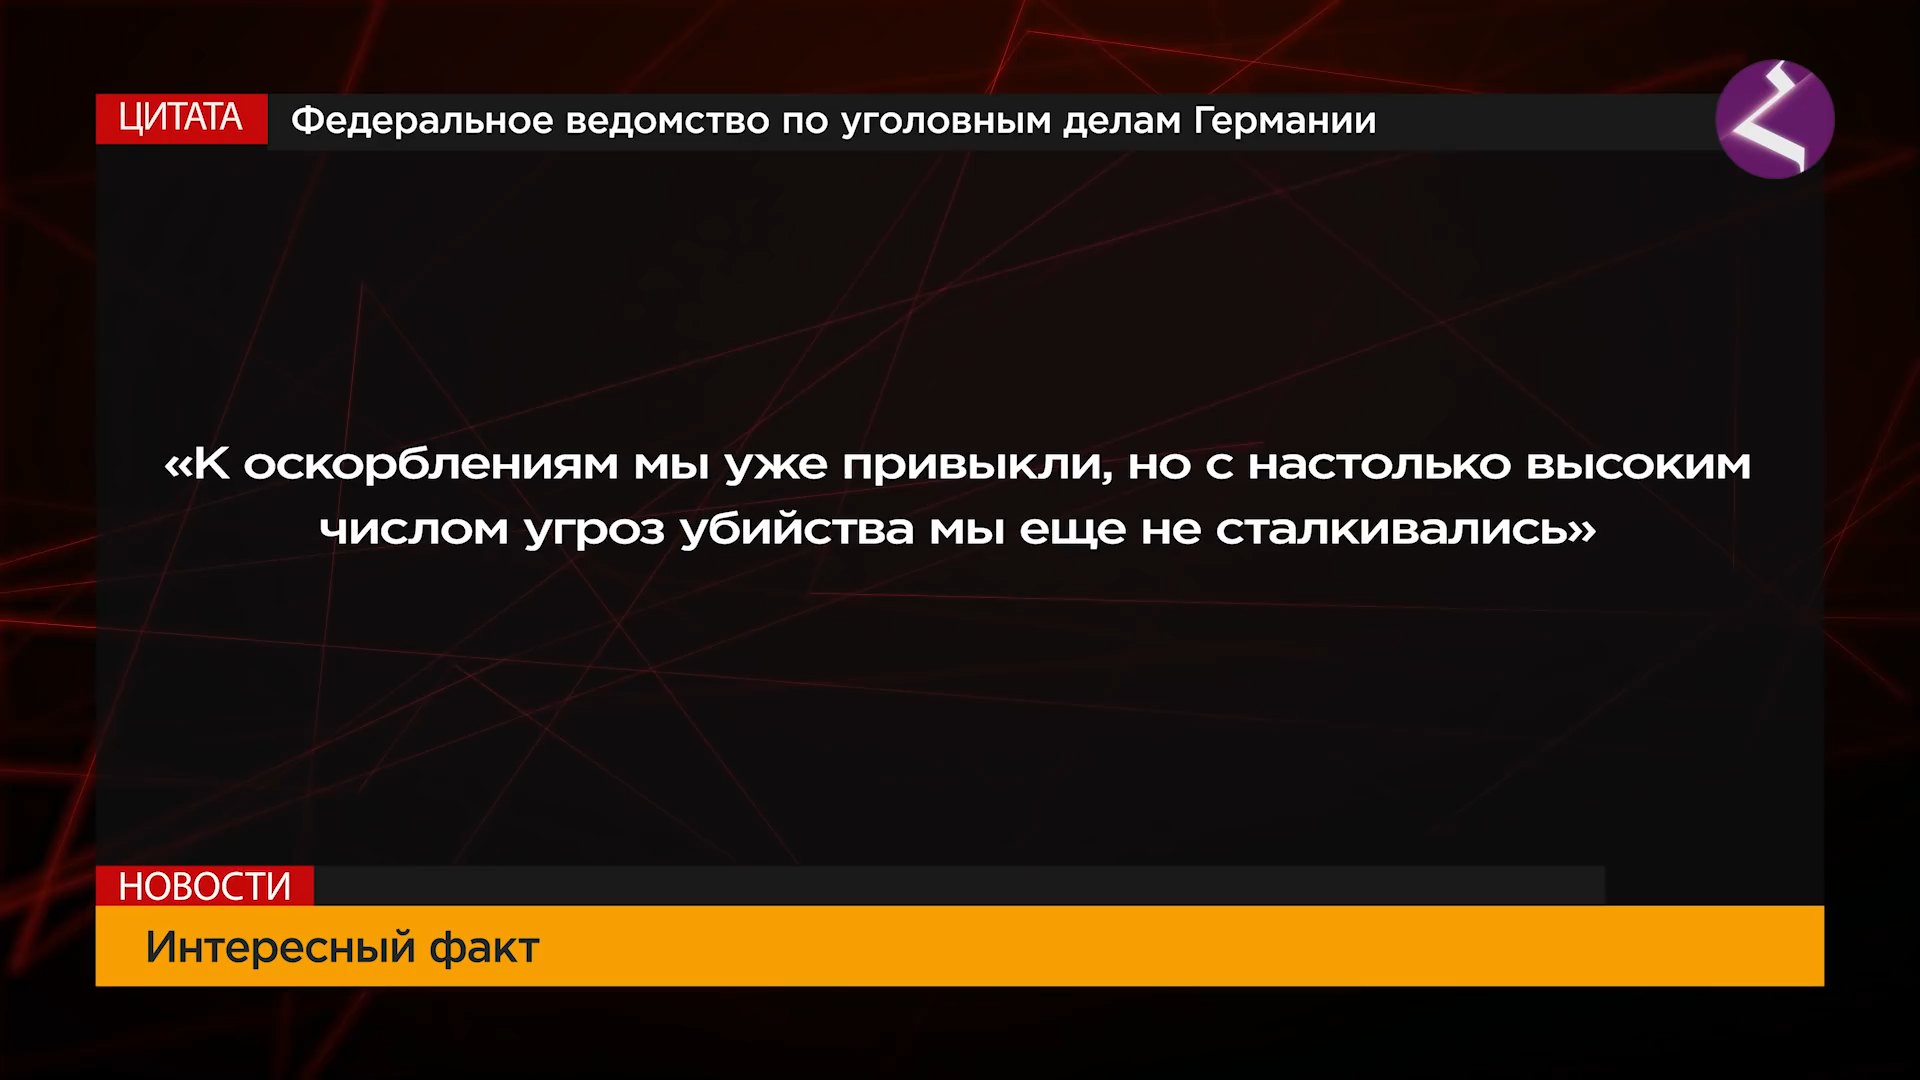 ЦИТАТА
Федеральное ведомство по уголовным делам Германии
«К оскорблениям мы уже привыкли, но с настолько высоким
числом угроз убийства мы еще не сталкивались»
НОВОСТИ
Интересный факт